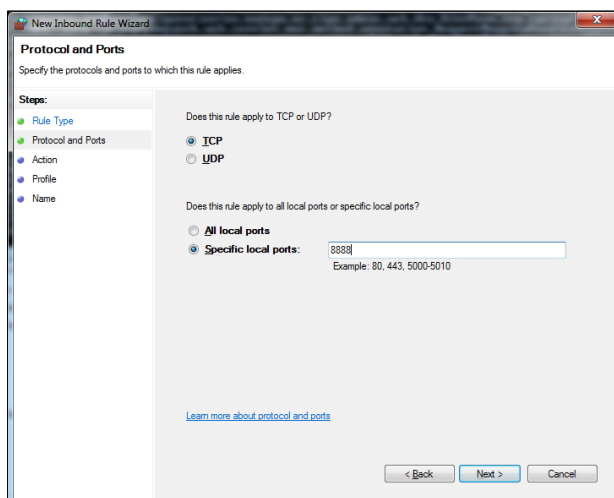 New Inbound Rule Wizard
Protocol and Ports
Specify the protocols and ports to which this rule applies.
Steps:
Rule Type
Protocol and Ports
Action
Profile
Name
Does this rule apply to TCP or UDP?
TCP
UDP
Does this rule apply to all local ports or specific local ports?
All local ports
Specific local ports:
8888
Example: 80, 443, 5000-5010
Learn more about protocol and ports
< Back
Next >
Cancel